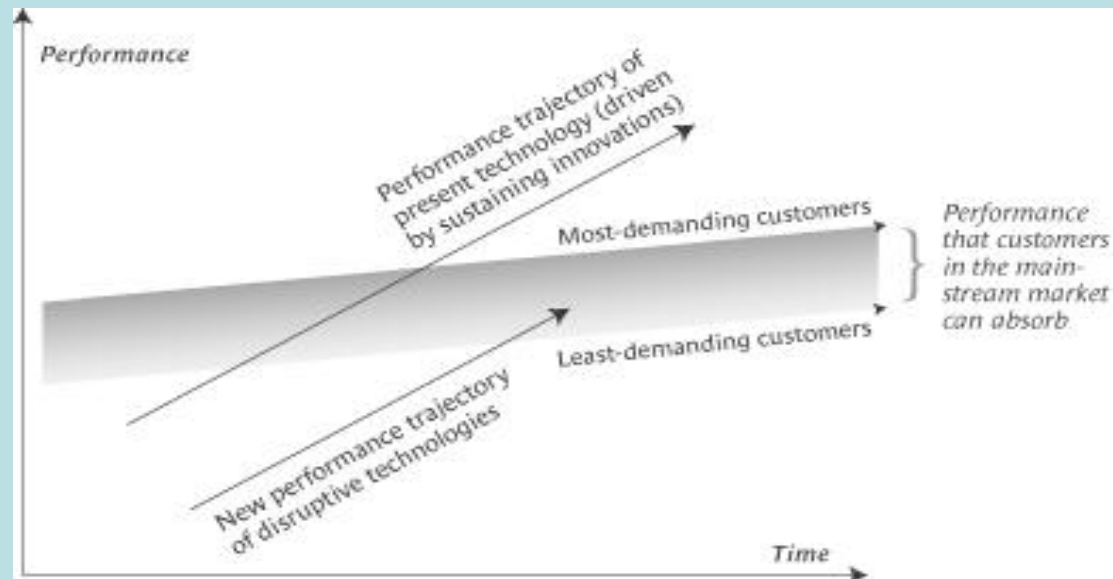 Performance
Performance trajectory of
present technology (driven
by sustaining innovations)
Most-demanding customers
Performance
that customers
in the main-
stream market
can absorb
Least-demanding customers
New performance trajectory
of disruptive technologies
Time